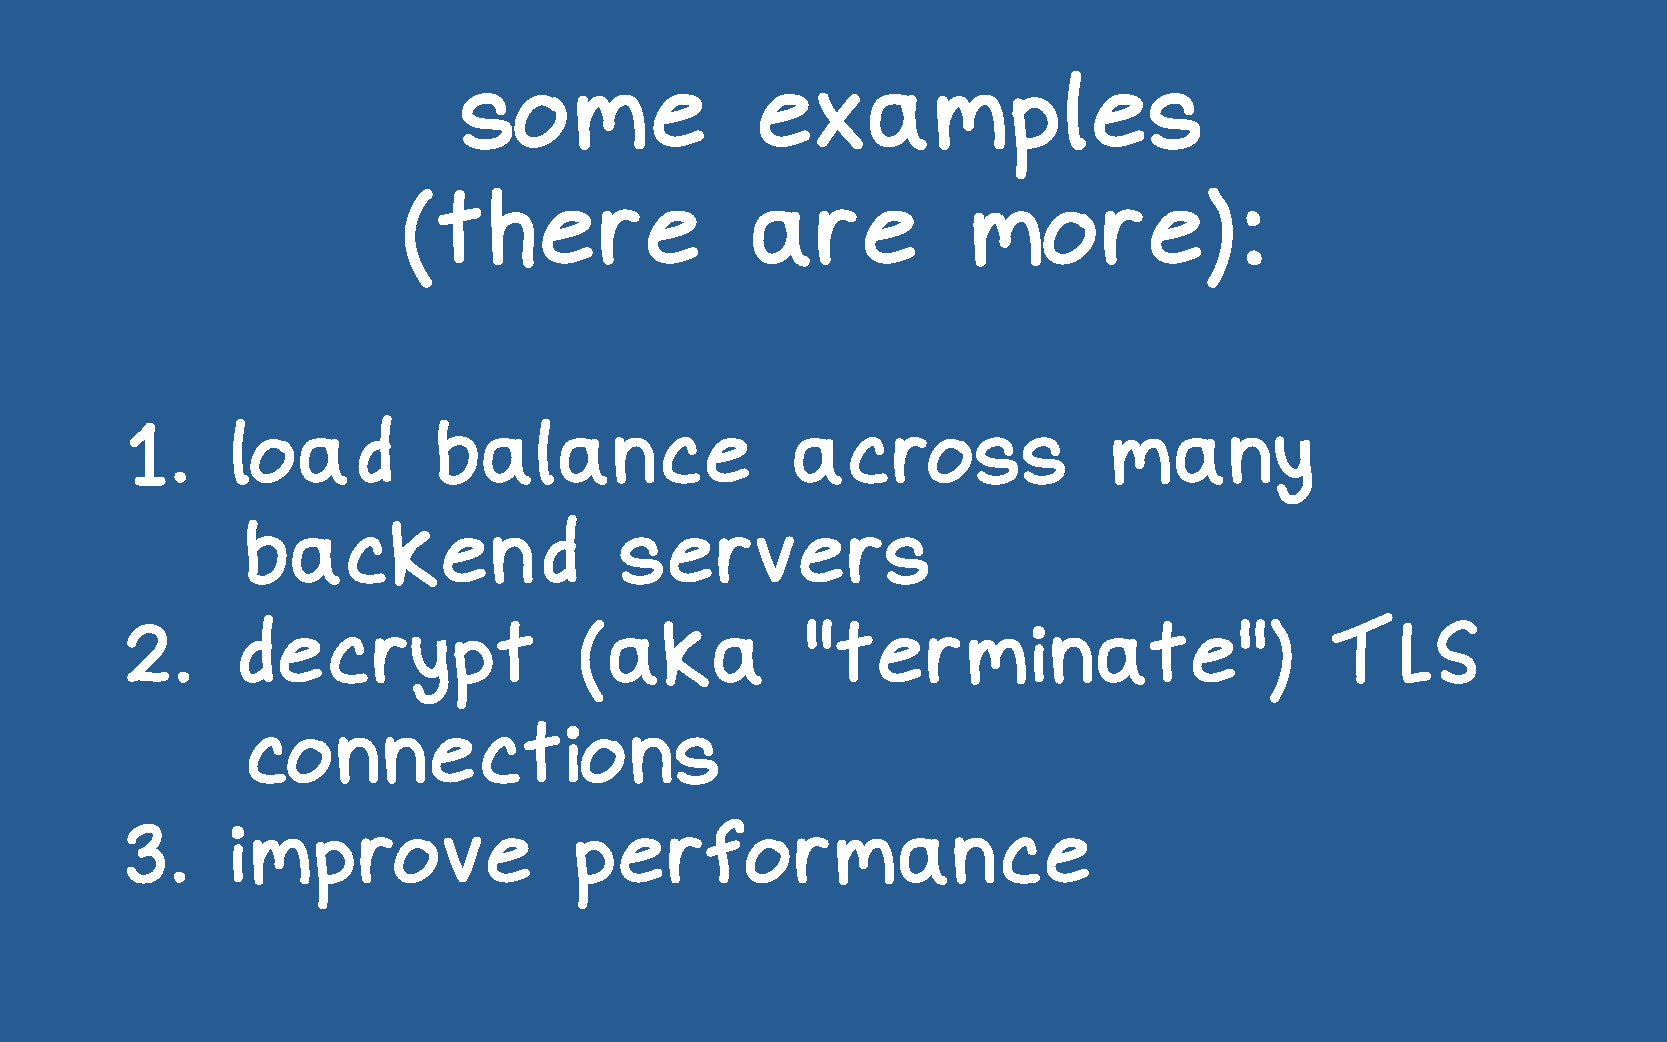 some examples
(there are more):
1. load balance across many
backend servers
2. decrypt (aka "terminate") TLS
connections
3. improve performance